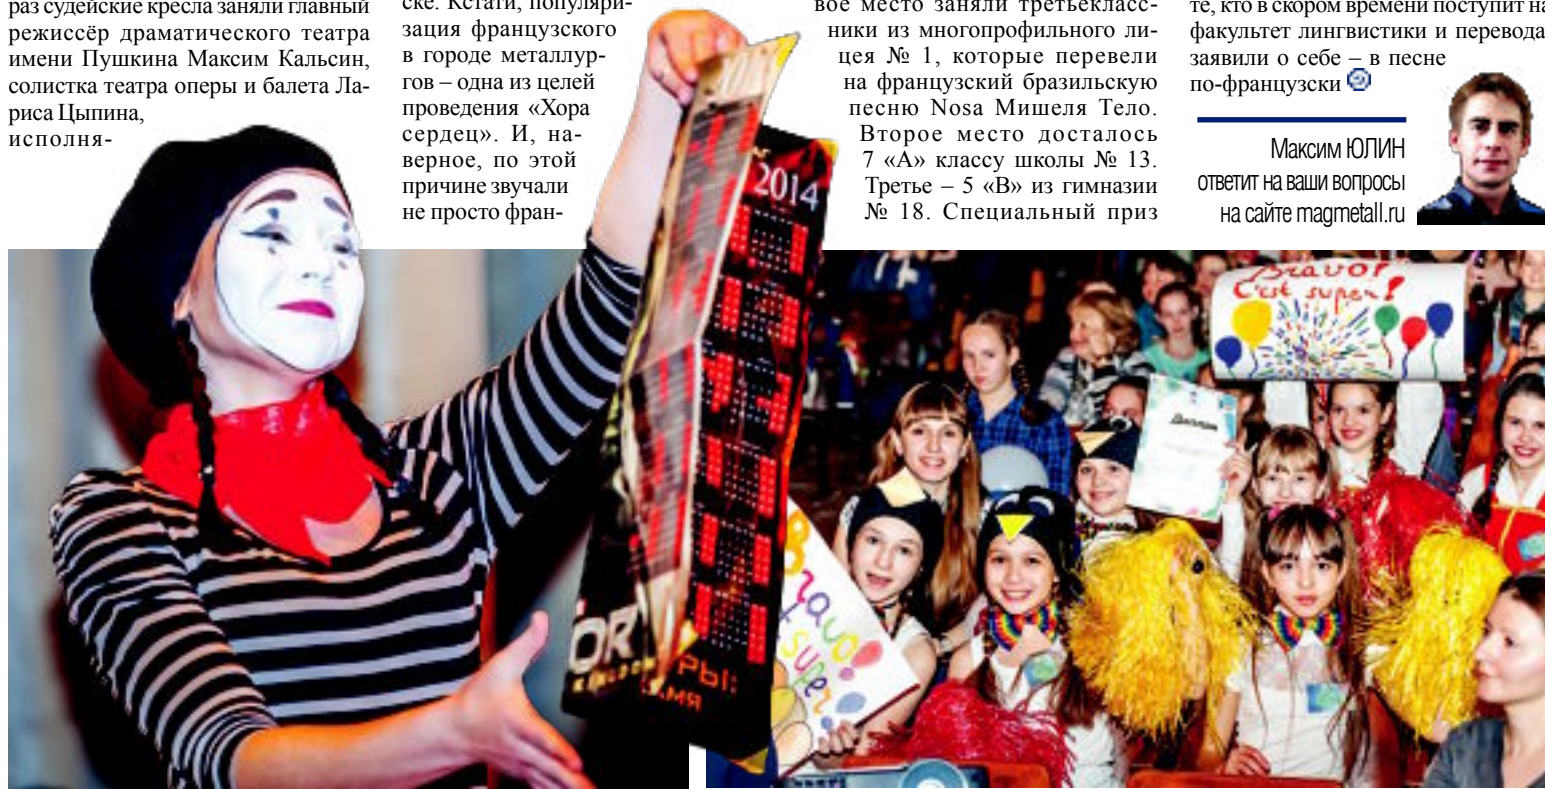 раз судейские кресла заняли главный
режиссёр драматического театра
имени Пушкина Максим Кальсин,
солистка театра оперы и балета Ла-
риса Цыпина,
исполня-
ске. Кстати, популяри-
зация французского
в городе металлур-
гов – одна из целей
проведения «Хора
сердец». И, на-
верное, по этой
причине звучали
не просто фран-
вое место заняли третьекласс-
ники из многопрофильного ли-
цея № 1, которые перевели
на французский бразильскую
песню Nosa Мишеля Тело.
Второе место досталось
7 «А» классу школы № 13.
Третье – 5 «В» из гимназии
№ 18. Специальный приз
те, кто в скором времени поступит на
факультет лингвистики и перевода
заявили о себе – в песне
по-французски
Максим ЮЛИН
ответит на ваши вопросы
на сайте magmetall.ru
2014
РЫ:
Bravo!
C'est super!
Диплом
Bravo!
super!